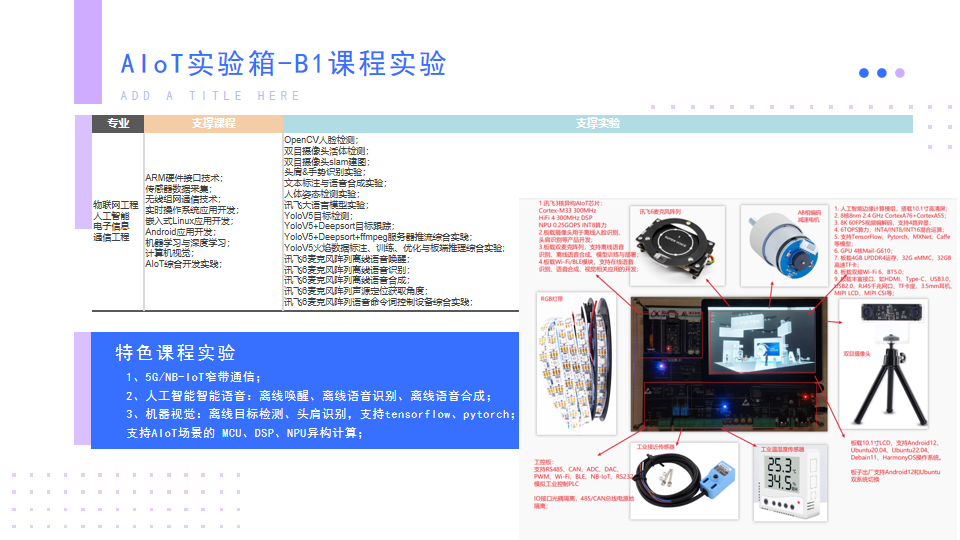 AIoT实验箱-B1课程实验
ADD A TITLE HERE
专业
支撑课程
支撑实验
物联网工程
人工智能
电子信息
通信工程
ARM硬件接口技术；
传感器数据采集；
无线组网通信技术；
实时操作系统应用开发；
嵌入式Linux应用开发；
Android应用开发；
机器学习与深度学习；
计算机视觉；
AIoT综合开发实践；
OpenCV人脸检测；
双目摄像头活体检测；
双目摄像头slam建图；
头肩&手势识别实验；
文本标注与语音合成实验；
人体姿态检测实验；
讯飞大语言模型实验；
YoloV5目标检测；
YoloV5+Deepsort目标跟踪；
YoloV5+Deepsort+ffmpeg服务器推流综合实践；
YoloV5火焰数据标注、训练、优化与板端推理综合实验；
讯飞6麦克风阵列离线语音唤醒；
讯飞6麦克风阵列离线语音识别；
讯飞6麦克风阵列离线语音合成；
讯飞6麦克风阵列声源定位获取角度；
讯飞6麦克风阵列语音命令词控制设备综合实践；
特色课程实验
1、5G/NB-IoT窄带通信；
2、人工智能智能语音：离线唤醒、离线语音识别、离线语音合成；
3、机器视觉：离线目标检测、头肩识别，支持tensorflow、pytorch；
支持AIoT场景的 MCU、DSP、NPU异构计算；
1.讯飞3核异构AIoT芯片：
Cortex-M33 300MHz
HiFi 4 300MHz DSP
NPU 0.25GOPS INT8算力
2.板载摄像头用于离线人脸识别、
头肩识别等产品开发；
3.板载双麦克阵列，支持离线语音
识别、离线语音合成、模型训练与部署；
4.板载Wi-Fi/BLE模块，支持在线语音
识别、语音合成、视觉相关应用的开发；
讯飞6麦克风阵列
AB相编码
减速电机
1. 人工智能边缘计算模组，搭载10.1寸高清屏；
2. 8核8nm 2.4 GHz CortexA76+CortexA55；
3. 8K 60FPS视频编解码，支持4路异显；
4. 6TOPS算力，INT4/INT8/INT16混合运算；
5. 支持TensorFlow、Pytorch、MXNet、Caffe
等模型；
6. GPU 4核Mail-G610；
7. 板载4GB LPDDR4运存，32G eMMC，32GB
高速TF卡；
8. 板载双频Wi-Fi 6、BT5.0；
9. 板载丰富接口，如HDMI、Type-C、USB3.0、
USB2.0、RJ45千兆网口、TF卡座、3.5mm耳机、
MIPI LCD、MIPI CSI等；
RGB灯带
双目摄像头
工控板：
支持RS485、CAN、ADC、DAC、
PWM、Wi-Fi、BLE、NB-IoT、RS232
模拟工业控制PLC
IO接口光耦隔离，485/CAN总线电源地
隔离；
工业接近传感器
工业温湿度传感器
25.3
34.5
板载10.1寸LCD，支持Android12、
Ubuntu20.04、Ubuntu22.04、
Debain11、HarmonyOS操作系统。
板子出厂支持Android12和Ubuntu
双系统切换